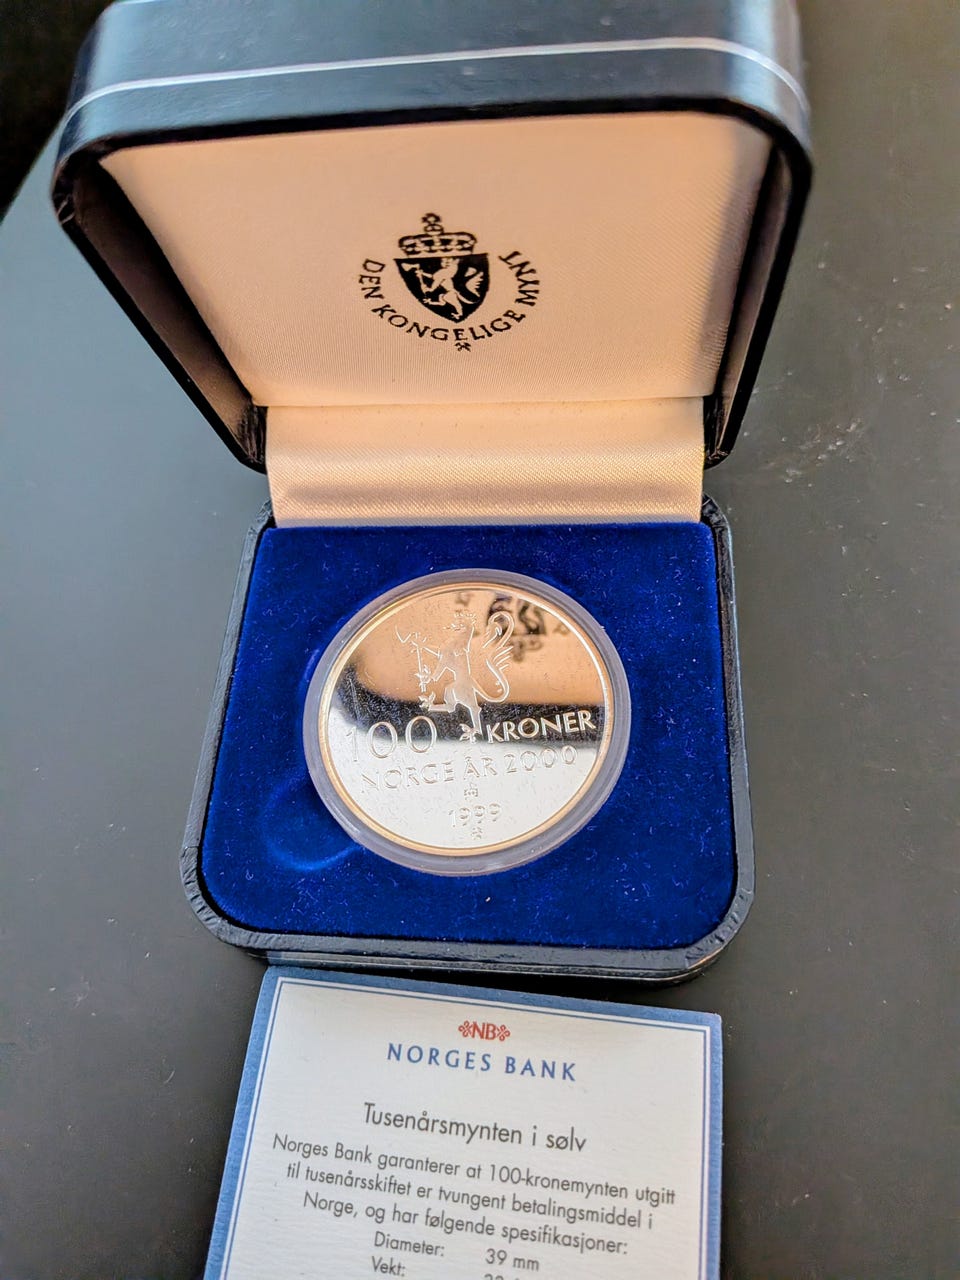 DEN KONGELIGE MYNT
100 KRONER
NORGE ÅR 2000
1999
NB
NORGES BANK
Tusenårsmynten i sølv
Norges Bank garanterer at 100-kronemynten utgitt
til tusenårsskiftet er tvungent betalingsmiddel i
Norge, og har følgende spesifikasjoner:
Diameter: 39 mm
Vekt: